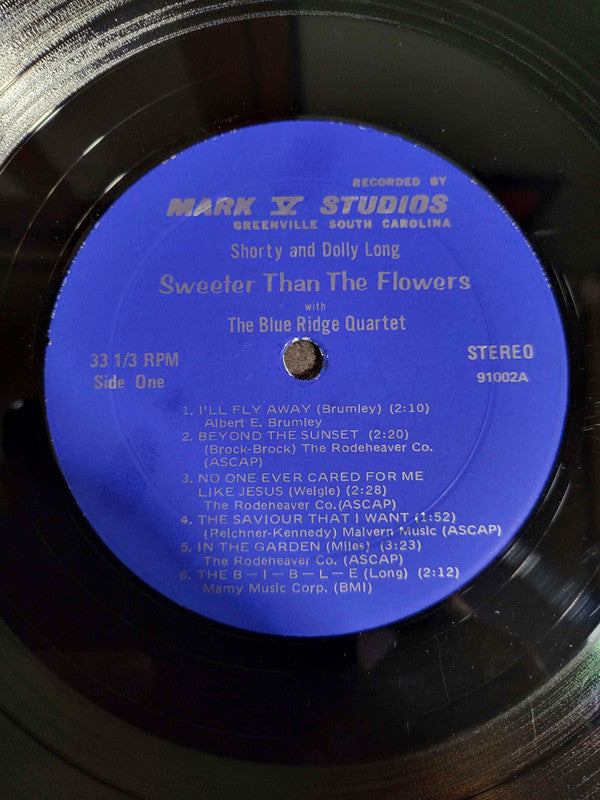 RECORDED BY
MARK V STUDIOS
GREENVILLE SOUTH CAROLINA
Shorty and Dolly Long
Sweeter Than The Flowers
with
The Blue Ridge Quartet
33 1/3 RPM
Side One
STEREO
91002A
1. I'LL FLY AWAY (Brumley) (2:10)
Albert E. Brumley
2. BEYOND THE SUNSET (2:20)
(Brock-Brock) The Rodeheaver Co.
(ASCAP)
3. NO ONE EVER CARED FOR ME
LIKE JESUS (Weigle) (2:28)
The Rodeheaver Co.(ASCAP)
4. THE SAVIOUR THAT I WANT (1:52)
(Reichner-Kennedy) Malvern Music (ASCAP)
5. IN THE GARDEN (Miles) (3:23)
The Rodeheaver Co. (ASCAP)
6. THE B — I — B — L — E (Long) (2:12)
Mamy Music Corp. (BMI)